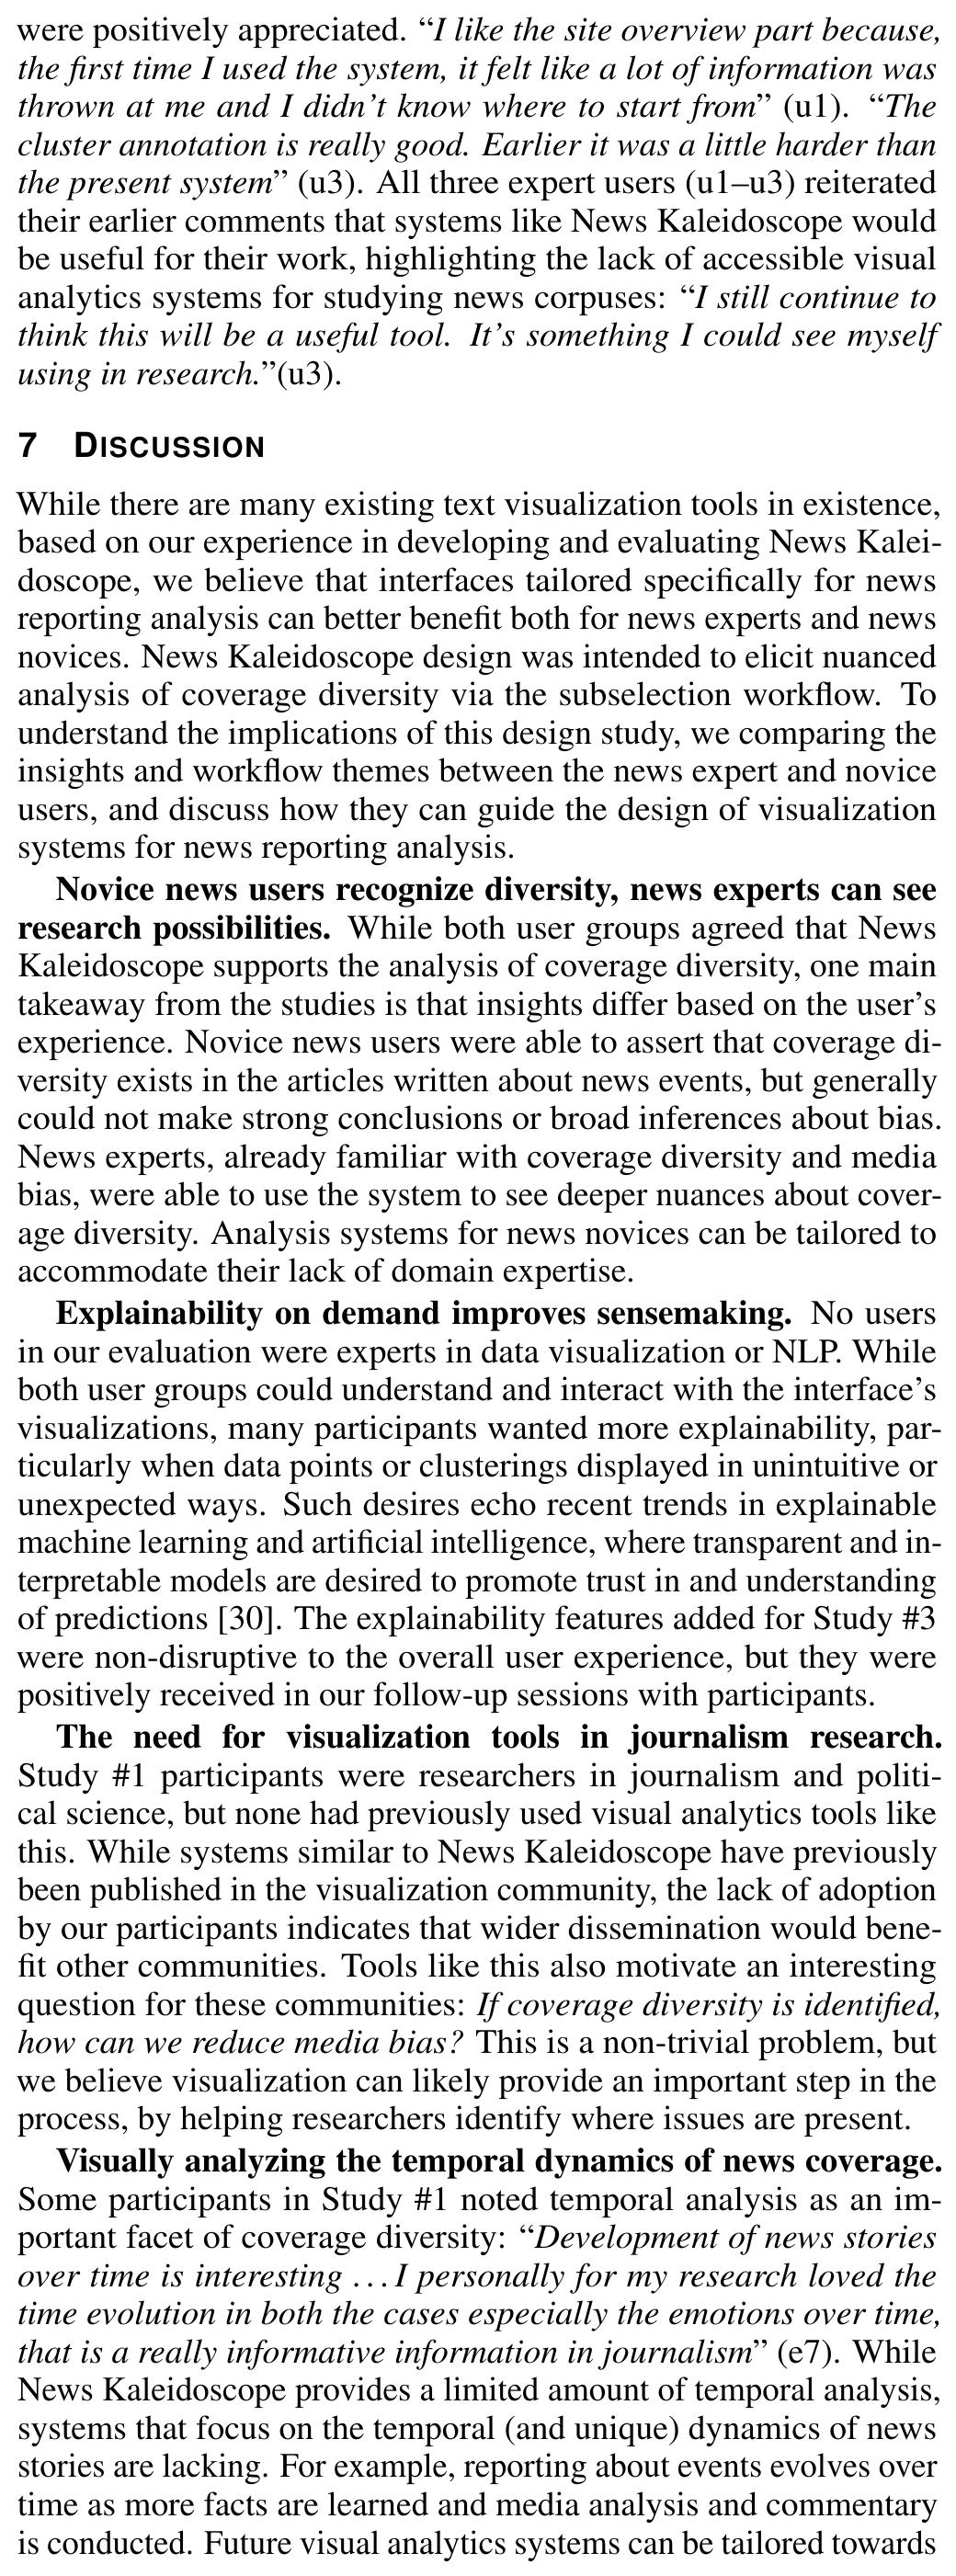 were positively appreciated. “I like the site overview part because,
the first time I used the system, it felt like a lot of information was
thrown at me and I didn’t know where to start from” (u1). “The
cluster annotation is really good. Earlier it was a little harder than
the present system” (u3). All three expert users (u1–u3) reiterated
their earlier comments that systems like News Kaleidoscope would
be useful for their work, highlighting the lack of accessible visual
analytics systems for studying news corpuses: “I still continue to
think this will be a useful tool. It’s something I could see myself
using in research.”(u3).
7 DISCUSSION
While there are many existing text visualization tools in existence,
based on our experience in developing and evaluating News Kalei-
doscope, we believe that interfaces tailored specifically for news
reporting analysis can better benefit both for news experts and news
novices. News Kaleidoscope design was intended to elicit nuanced
analysis of coverage diversity via the subselection workflow. To
understand the implications of this design study, we comparing the
insights and workflow themes between the news expert and novice
users, and discuss how they can guide the design of visualization
systems for news reporting analysis.
Novice news users recognize diversity, news experts can see
research possibilities. While both user groups agreed that News
Kaleidoscope supports the analysis of coverage diversity, one main
takeaway from the studies is that insights differ based on the user’s
experience. Novice news users were able to assert that coverage di-
versity exists in the articles written about news events, but generally
could not make strong conclusions or broad inferences about bias.
News experts, already familiar with coverage diversity and media
bias, were able to use the system to see deeper nuances about cover-
age diversity. Analysis systems for news novices can be tailored to
accommodate their lack of domain expertise.
Explainability on demand improves sensemaking. No users
in our evaluation were experts in data visualization or NLP. While
both user groups could understand and interact with the interface’s
visualizations, many participants wanted more explainability, par-
ticularly when data points or clusterings displayed in unintuitive or
unexpected ways. Such desires echo recent trends in explainable
machine learning and artificial intelligence, where transparent and in-
terpretable models are desired to promote trust in and understanding
of predictions [30]. The explainability features added for Study #3
were non-disruptive to the overall user experience, but they were
positively received in our follow-up sessions with participants.
The need for visualization tools in journalism research.
Study #1 participants were researchers in journalism and politi-
cal science, but none had previously used visual analytics tools like
this. While systems similar to News Kaleidoscope have previously
been published in the visualization community, the lack of adoption
by our participants indicates that wider dissemination would bene-
fit other communities. Tools like this also motivate an interesting
question for these communities: If coverage diversity is identified,
how can we reduce media bias? This is a non-trivial problem, but
we believe visualization can likely provide an important step in the
process, by helping researchers identify where issues are present.
Visually analyzing the temporal dynamics of news coverage.
Some participants in Study #1 noted temporal analysis as an im-
portant facet of coverage diversity: “Development of news stories
over time is interesting ...I personally for my research loved the
time evolution in both the cases especially the emotions over time,
that is a really informative information in journalism” (e7). While
News Kaleidoscope provides a limited amount of temporal analysis,
systems that focus on the temporal (and unique) dynamics of news
stories are lacking. For example, reporting about events evolves over
time as more facts are learned and media analysis and commentary
is conducted. Future visual analytics systems can be tailored towards